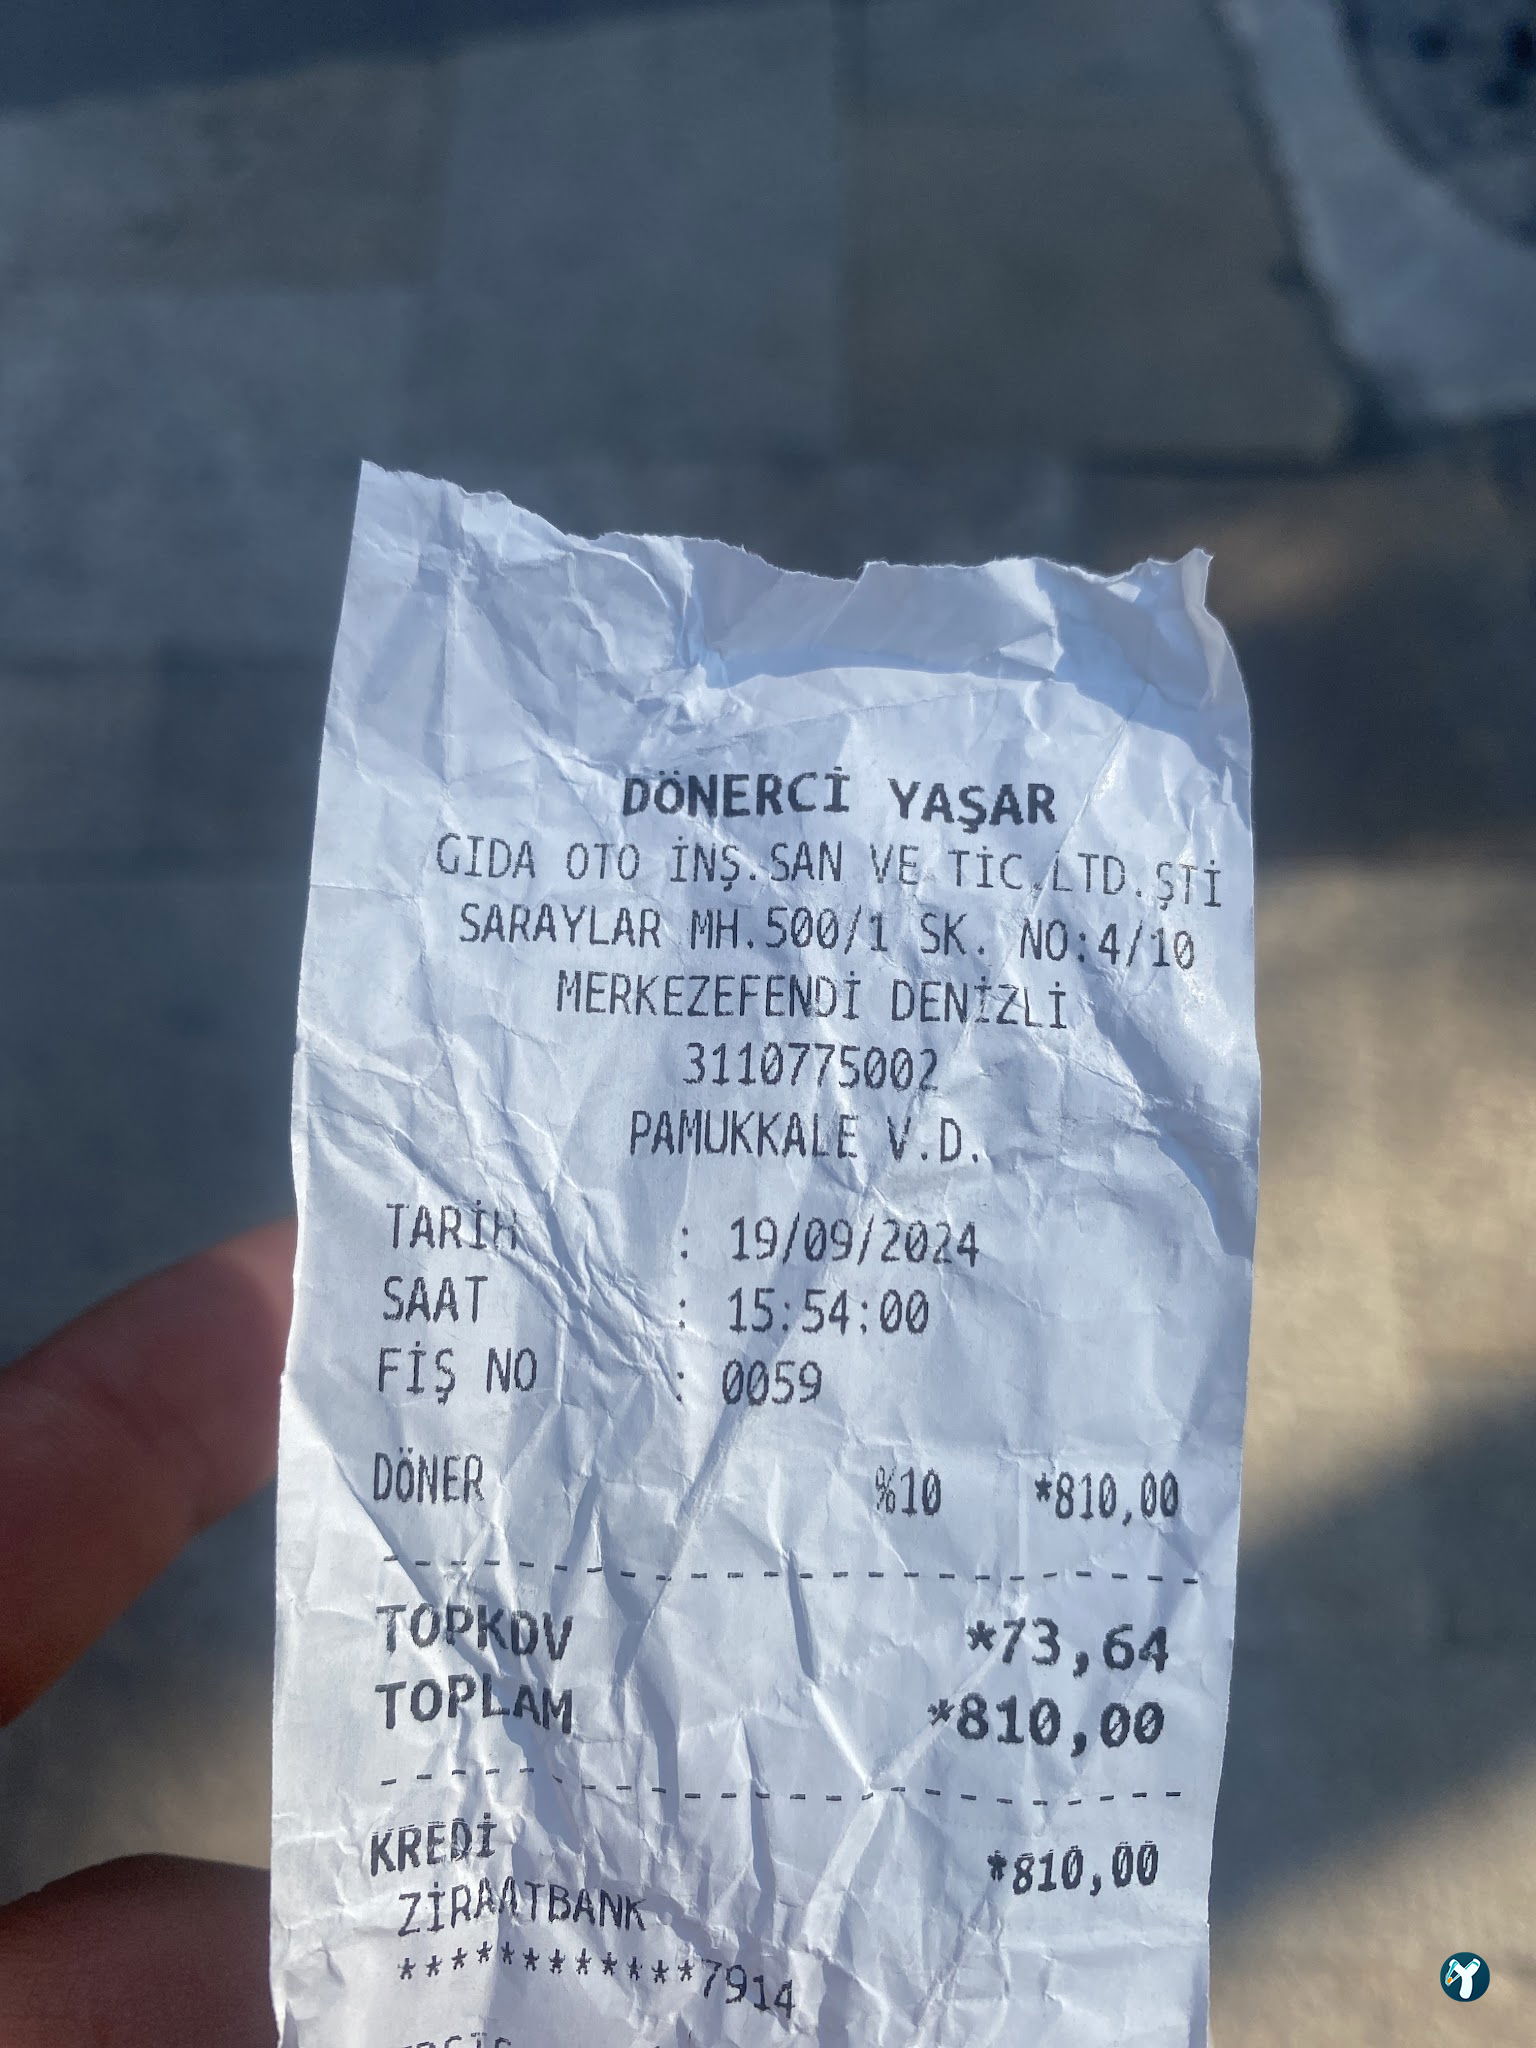 DÖNERCİ YAŞAR
GIDA OTO İNŞ.SAN VE TİC.LTD.ŞTİ
SARAYLAR MH.500/1 SK. NO:4/10
MERKEZEFENDİ DENİZLİ
3110775002
PAMUKKALE V.D.
TARİH : 19/09/2024
SAAT : 15:54:00
FİŞ NO : 0059
DÖNER %10 *810,00
TOPKDV *73,64
TOPLAM *810,00
KREDİ *810,00
ZİRAATBANK
************7914